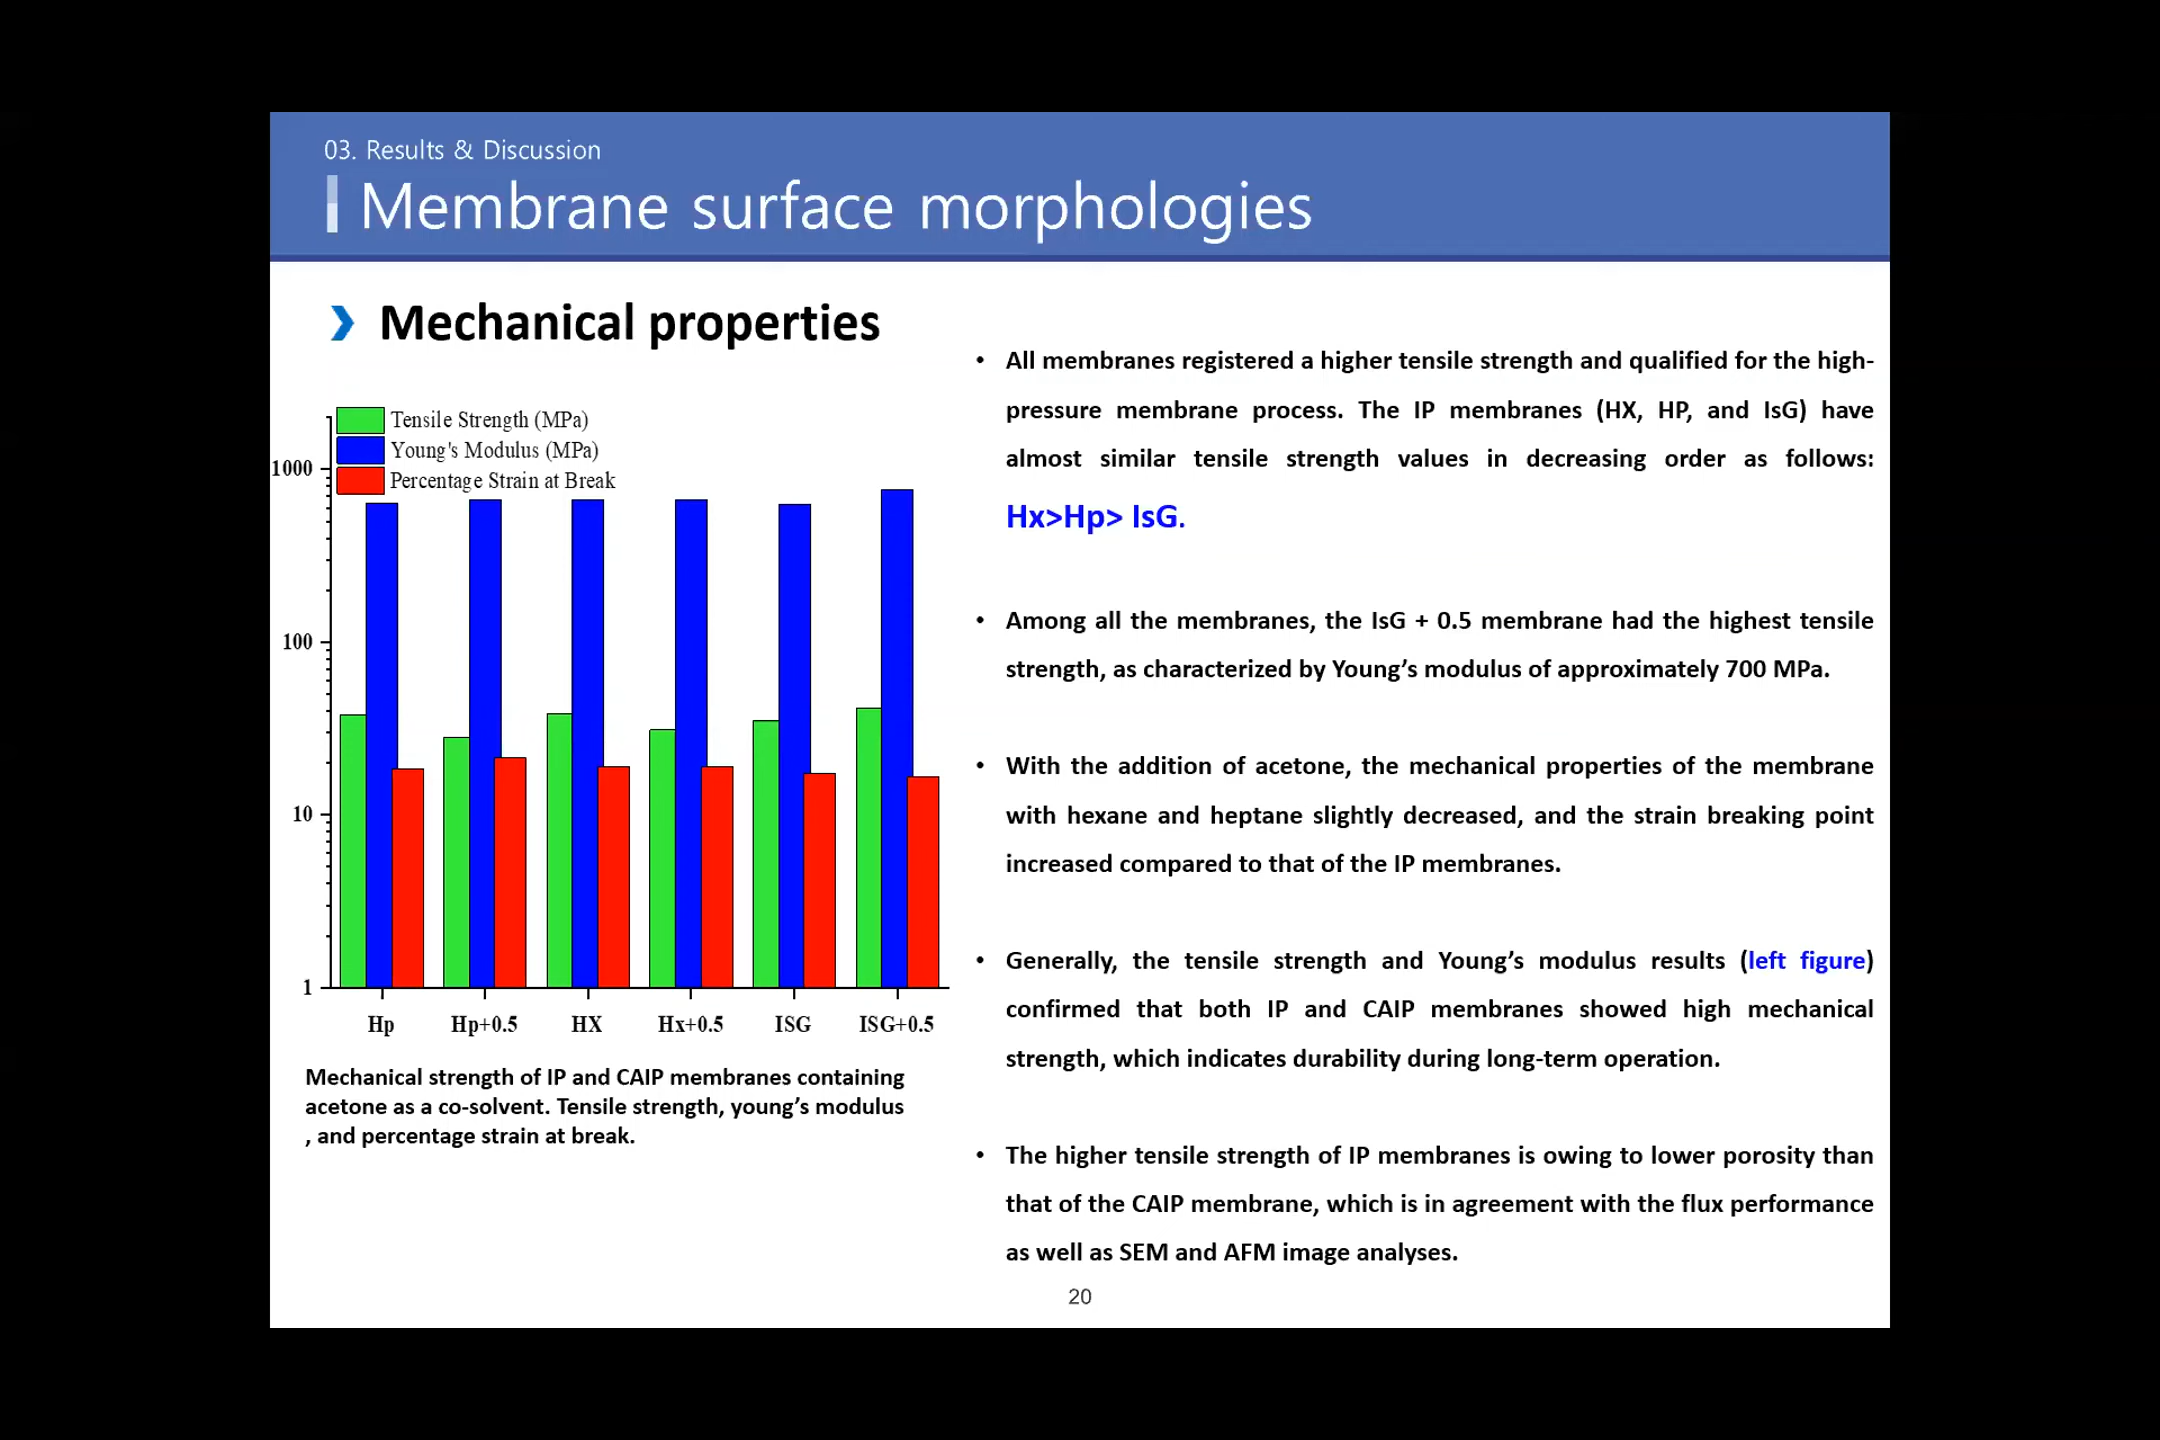 03. Results & Discussion
Membrane surface morphologies
Mechanical properties
Tensile Strength (MPa)
Young's Modulus (MPa)
Percentage Strain at Break
1000
100
10
1
Hp Hp+0.5 HX Hx+0.5 ISG ISG+0.5
Mechanical strength of IP and CAIP membranes containing
acetone as a co-solvent. Tensile strength, young’s modulus
, and percentage strain at break.
• All membranes registered a higher tensile strength and qualified for the high-
pressure membrane process. The IP membranes (HX, HP, and IsG) have
almost similar tensile strength values in decreasing order as follows:
Hx>Hp> IsG.
• Among all the membranes, the IsG + 0.5 membrane had the highest tensile
strength, as characterized by Young’s modulus of approximately 700 MPa.
• With the addition of acetone, the mechanical properties of the membrane
with hexane and heptane slightly decreased, and the strain breaking point
increased compared to that of the IP membranes.
• Generally, the tensile strength and Young’s modulus results (left figure)
confirmed that both IP and CAIP membranes showed high mechanical
strength, which indicates durability during long-term operation.
• The higher tensile strength of IP membranes is owing to lower porosity than
that of the CAIP membrane, which is in agreement with the flux performance
as well as SEM and AFM image analyses.
20